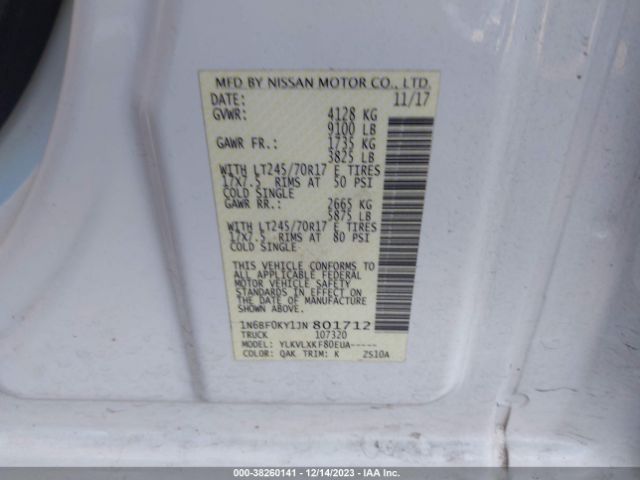 MFD BY NISSAN MOTOR CO., LTD.
DATE: 11/17
GVWR: 4128 KG
9100 LB
GAWR FR.: 1735 KG
3825 LB
WITH LT245/70R17 E TIRES
17X7.5 RIMS AT 50 PSI
COLD SINGLE
GAWR RR.: 2665 KG
5875 LB
WITH LT245/70R17 E TIRES
17X7.5 RIMS AT 80 PSI
COLD SINGLE
THIS VEHICLE CONFORMS TO
ALL APPLICABLE FEDERAL
MOTOR VEHICLE SAFETY
STANDARDS IN EFFECT ON
THE DATE OF MANUFACTURE
SHOWN ABOVE.
1N6BF0KY1JN801712
TRUCK 107320
MODEL: YLKVLXKF80EUA-----
COLOR: QAK TRIM: K ZS10A
000-38260141 - 12/14/2023 - IAA Inc.